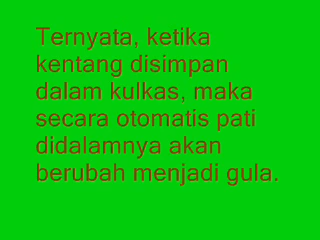 Ternyata, ketika
kentang disimpan
dalam kulkas, maka
secara otomatis pati
didalamnya akan
berubah menjadi gula.